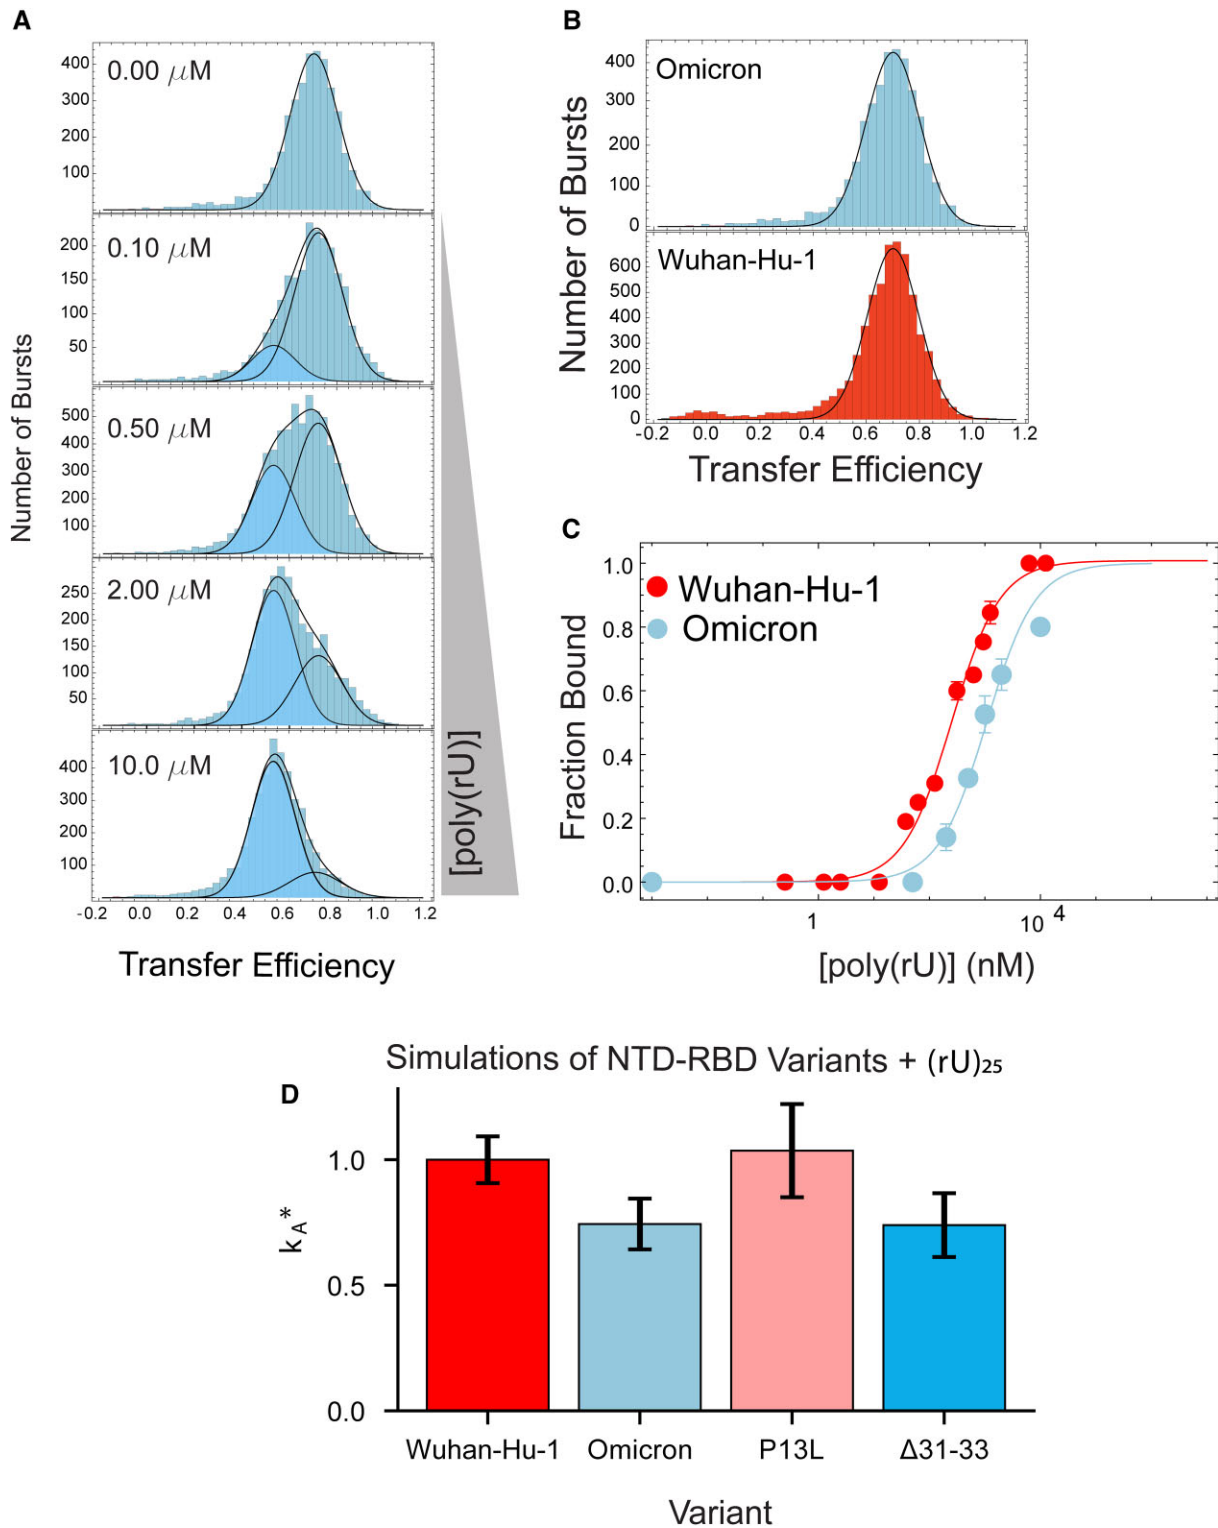 A
0.00 μM
400
300
200
100
0.10 μM
200
150
100
50
0.50 μM
500
400
300
200
100
2.00 μM
250
200
150
100
50
10.0 μM
400
300
200
100
-0.2 0.0 0.2 0.4 0.6 0.8 1.0 1.2
Number of Bursts
Transfer Efficiency
[poly(rU)]
B
Omicron
400
300
200
100
0
Wuhan-Hu-1
600
500
400
300
200
100
0
-0.2 0.0 0.2 0.4 0.6 0.8 1.0 1.2
Number of Bursts
Transfer Efficiency
C
Wuhan-Hu-1
Omicron
1.0
0.8
0.6
0.4
0.2
0.0
Fraction Bound
1 10⁴
[poly(rU)] (nM)
Simulations of NTD-RBD Variants + (rU)₂₅
D
1.0
0.5
0.0
k_A*
Wuhan-Hu-1 Omicron P13L Δ31-33
Variant